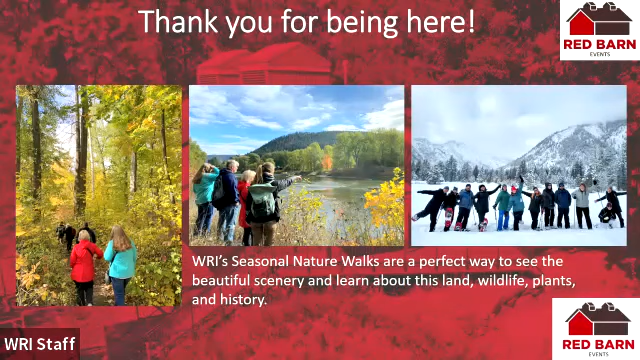 Thank you for being here!
RED BARN
EVENTS
WRI's Seasonal Nature Walks are a perfect way to see the
beautiful scenery and learn about this land, wildlife, plants,
and history.
WRI Staff
RED BARN
EVENTS